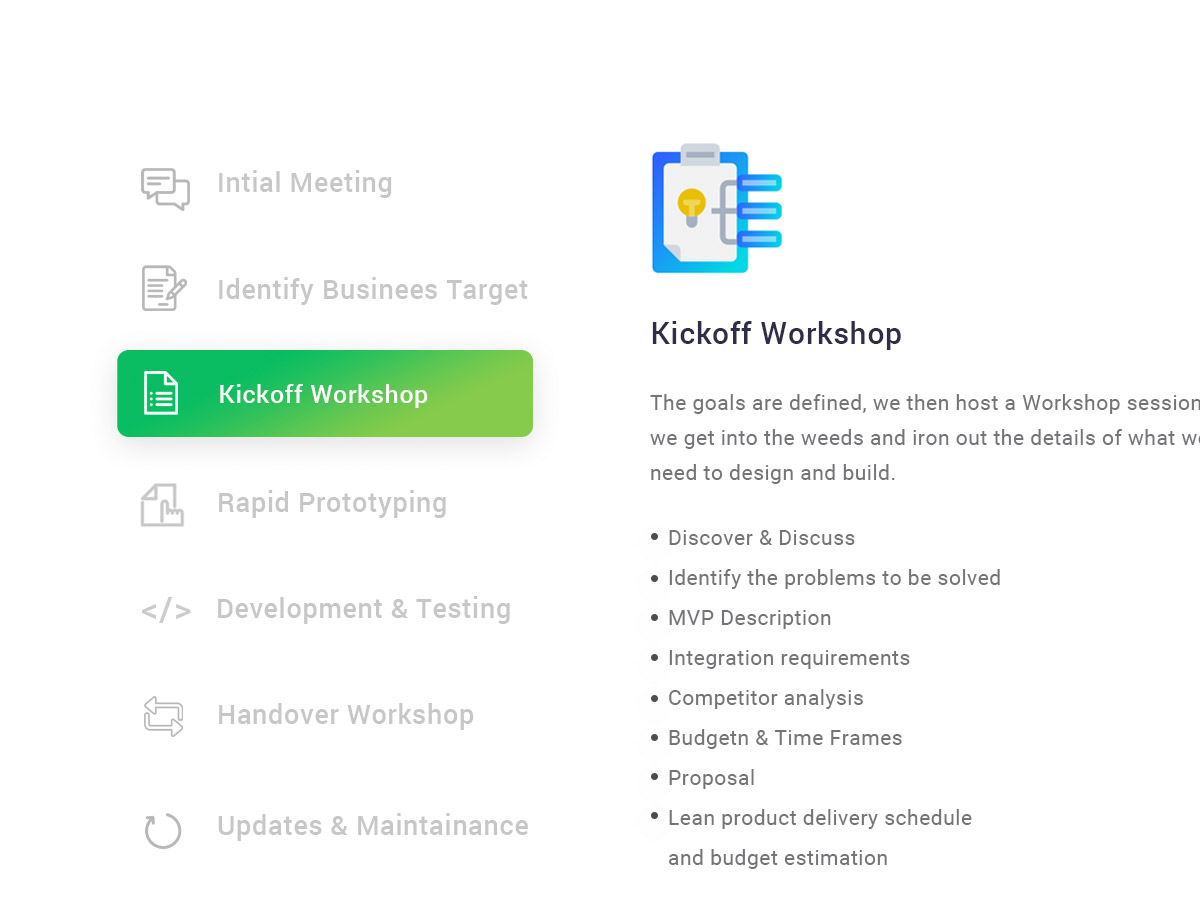 Intial Meeting
Identify Businees Target
Kickoff Workshop
Rapid Prototyping
</> Development & Testing
Handover Workshop
Updates & Maintainance
Kickoff Workshop
The goals are defined, we then host a Workshop session
we get into the weeds and iron out the details of what
need to design and build.
• Discover & Discuss
• Identify the problems to be solved
• MVP Description
• Integration requirements
• Competitor analysis
• Budgetn & Time Frames
• Proposal
• Lean product delivery schedule
and budget estimation